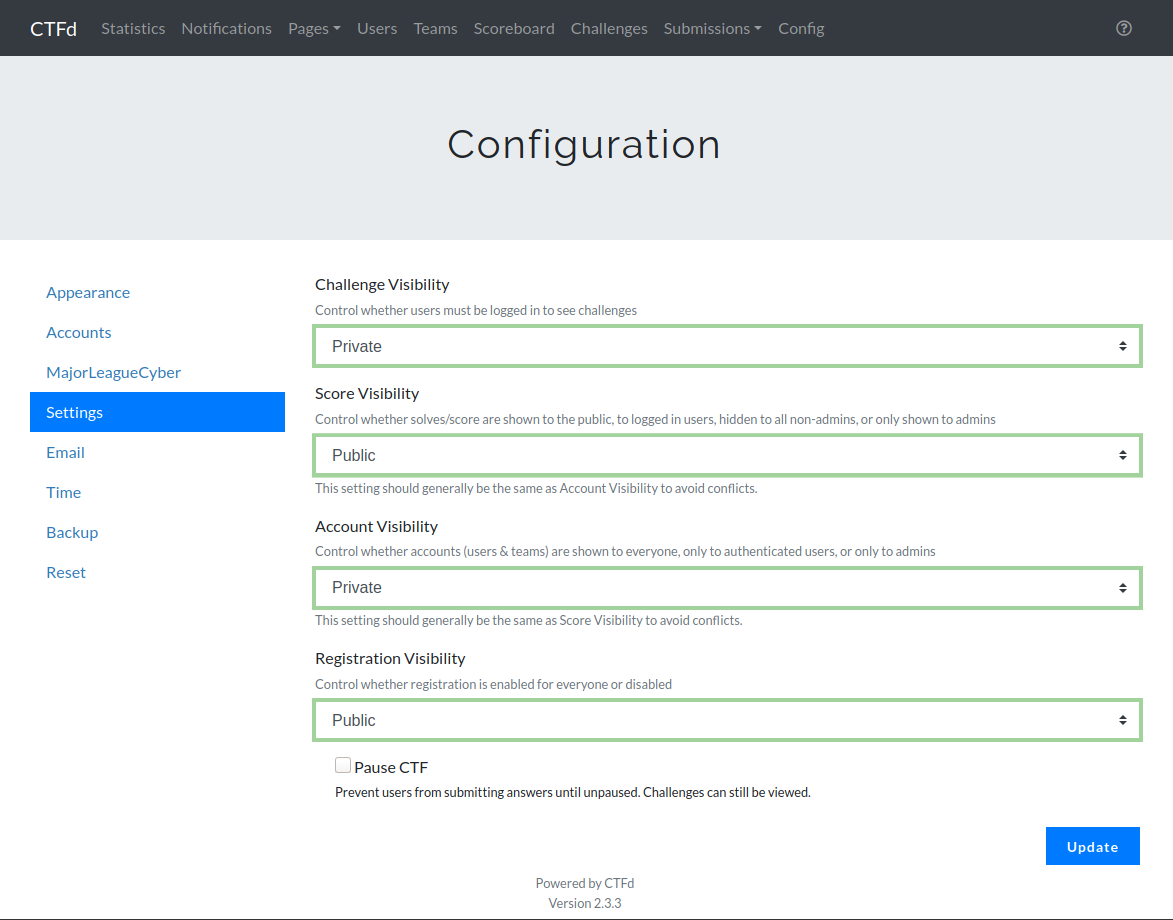 CTFd Statistics Notifications Pages Users Teams Scoreboard Challenges Submissions Config
Configuration
Appearance
Accounts
MajorLeagueCyber
Settings
Email
Time
Backup
Reset
Challenge Visibility
Control whether users must be logged in to see challenges
Private
Score Visibility
Control whether solves/score are shown to the public, to logged in users, hidden to all non-admins, or only shown to admins
Public
This setting should generally be the same as Account Visibility to avoid conflicts.
Account Visibility
Control whether accounts (users & teams) are shown to everyone, only to authenticated users, or only to admins
Private
This setting should generally be the same as Score Visibility to avoid conflicts.
Registration Visibility
Control whether registration is enabled for everyone or disabled
Public
Pause CTF
Prevent users from submitting answers until unpaused. Challenges can still be viewed.
Update
Powered by CTFd
Version 2.3.3